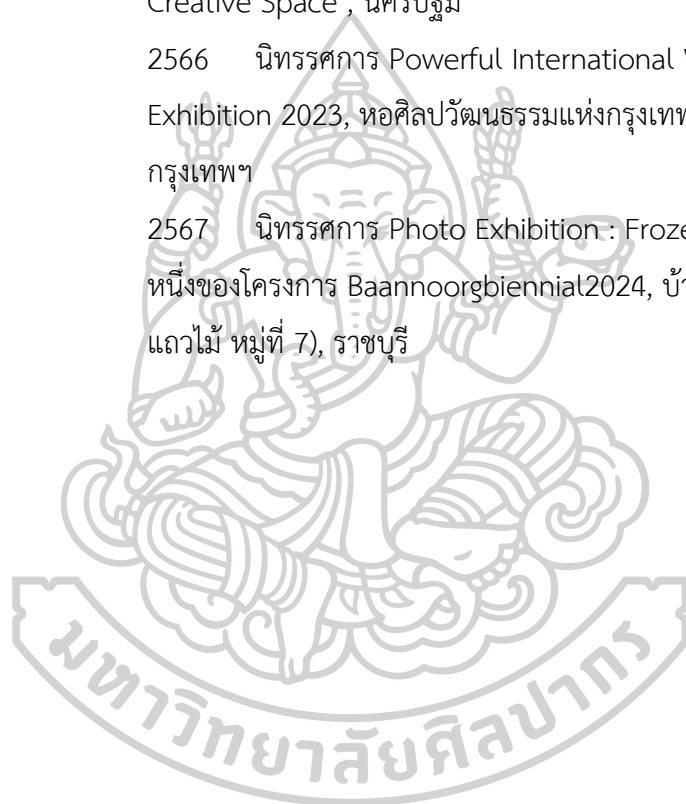 Creative Space , นครปฐม
2566 นิทรรศการ Powerful International
Exhibition 2023, หอศิลปวัฒนธรรมแห่งกรุงเทพ
กรุงเทพฯ
2567 นิทรรศการ Photo Exhibition : Froze
หนึ่งของโครงการ Baannoorgbiennial2024, บ้า
แถวไม้ หมู่ที่ 7), ราชบุรี
มหาวิทยาลัยศิลปากร